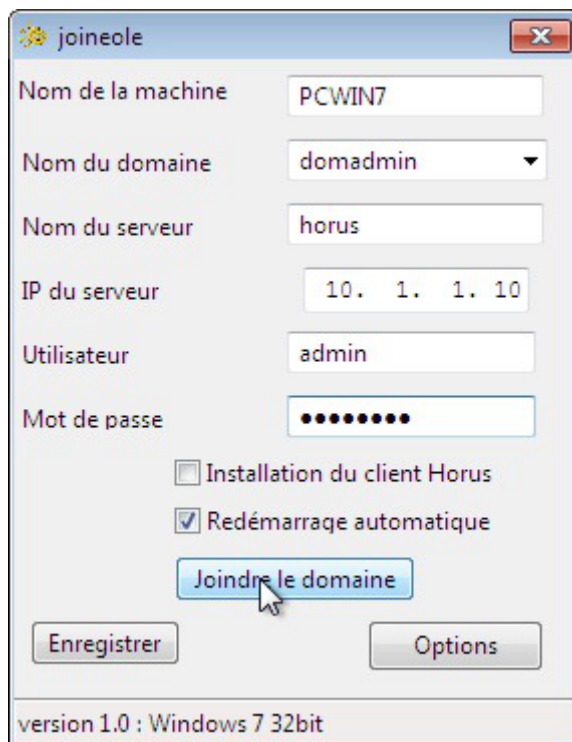 joineole
Nom de la machine PCWIN7
Nom du domaine domadmin
Nom du serveur horus
IP du serveur 10. 1. 1. 10
Utilisateur admin
Mot de passe ••••••••
Installation du client Horus
Redémarrage automatique
Joindre le domaine
Enregistrer Options
version 1.0 : Windows 7 32bit